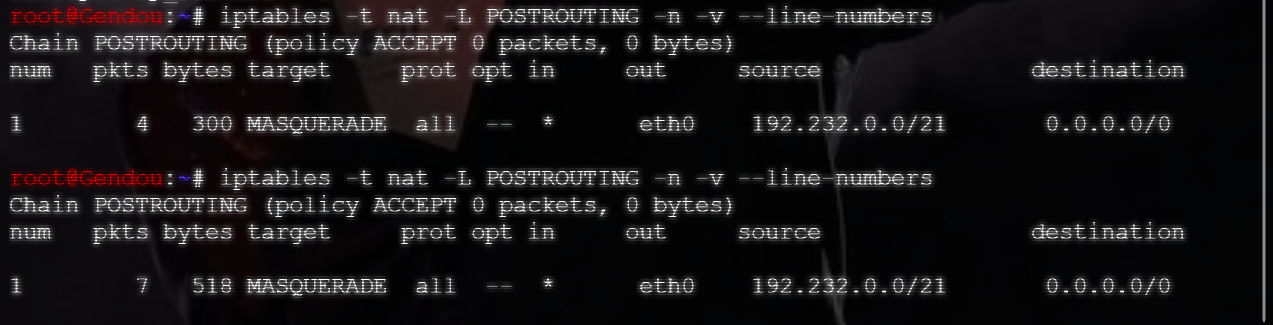 root@Gendou:~# iptables -t nat -L POSTROUTING -n -v --line-numbers
Chain POSTROUTING (policy ACCEPT 0 packets, 0 bytes)
num   pkts bytes target     prot opt in     out     source               destination
1        4   300 MASQUERADE  all  --  *      eth0    192.232.0.0/21       0.0.0.0/0
root@Gendou:~# iptables -t nat -L POSTROUTING -n -v --line-numbers
Chain POSTROUTING (policy ACCEPT 0 packets, 0 bytes)
num   pkts bytes target     prot opt in     out     source               destination
1        7   518 MASQUERADE  all  --  *      eth0    192.232.0.0/21       0.0.0.0/0